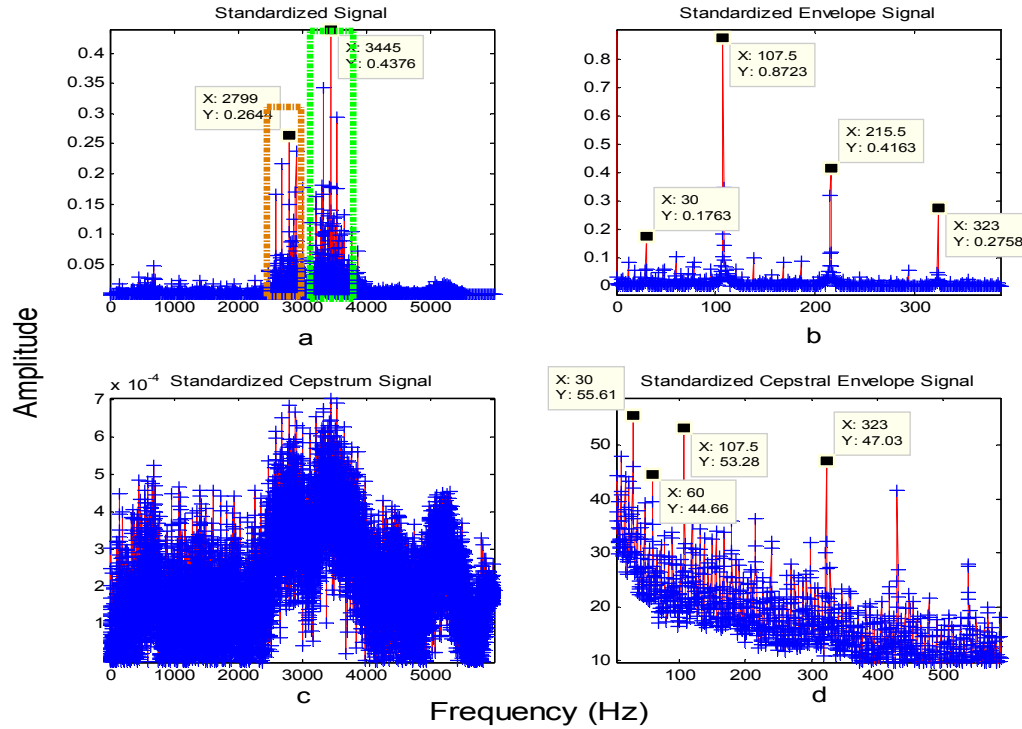 Standardized Signal
0.4
0.35
0.3
0.25
0.2
0.15
0.1
0.05
X: 3445
Y: 0.4376
X: 2799
Y: 0.2644
0 1000 2000 3000 4000 5000
a
Standardized Envelope Signal
0.8
0.7
0.6
0.5
0.4
0.3
0.2
0.1
0
X: 107.5
Y: 0.8723
X: 215.5
Y: 0.4163
X: 30
Y: 0.1763
X: 323
Y: 0.2758
0 100 200 300
b
Amplitude
x 10-4
Standardized Cepstrum Signal
7
6
5
4
3
2
1
0 1000 2000 3000 4000 5000
c
Standardized Cepstral Envelope Signal
X: 30
Y: 55.61
50
40
30
20
10
X: 107.5
Y: 53.28
X: 323
Y: 47.03
X: 60
Y: 44.66
100 200 300 400 500
d
Frequency (Hz)